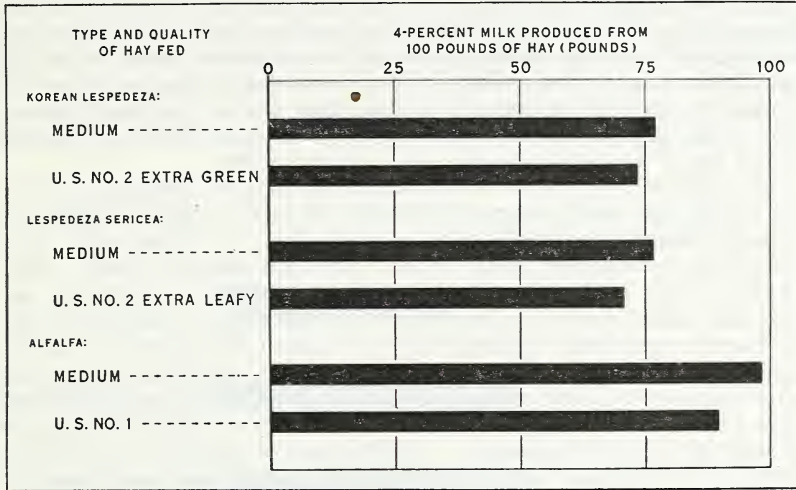 TYPE AND QUALITY
OF HAY FED
4-PERCENT MILK PRODUCED FROM
100 POUNDS OF HAY (POUNDS)
0 25 50 75 100
KOREAN LESPEDEZA:
MEDIUM
U. S. NO. 2 EXTRA GREEN
LESPEDEZA SERICEA:
MEDIUM
U. S. NO. 2 EXTRA LEAFY
ALFALFA:
MEDIUM
U. S. NO. 1